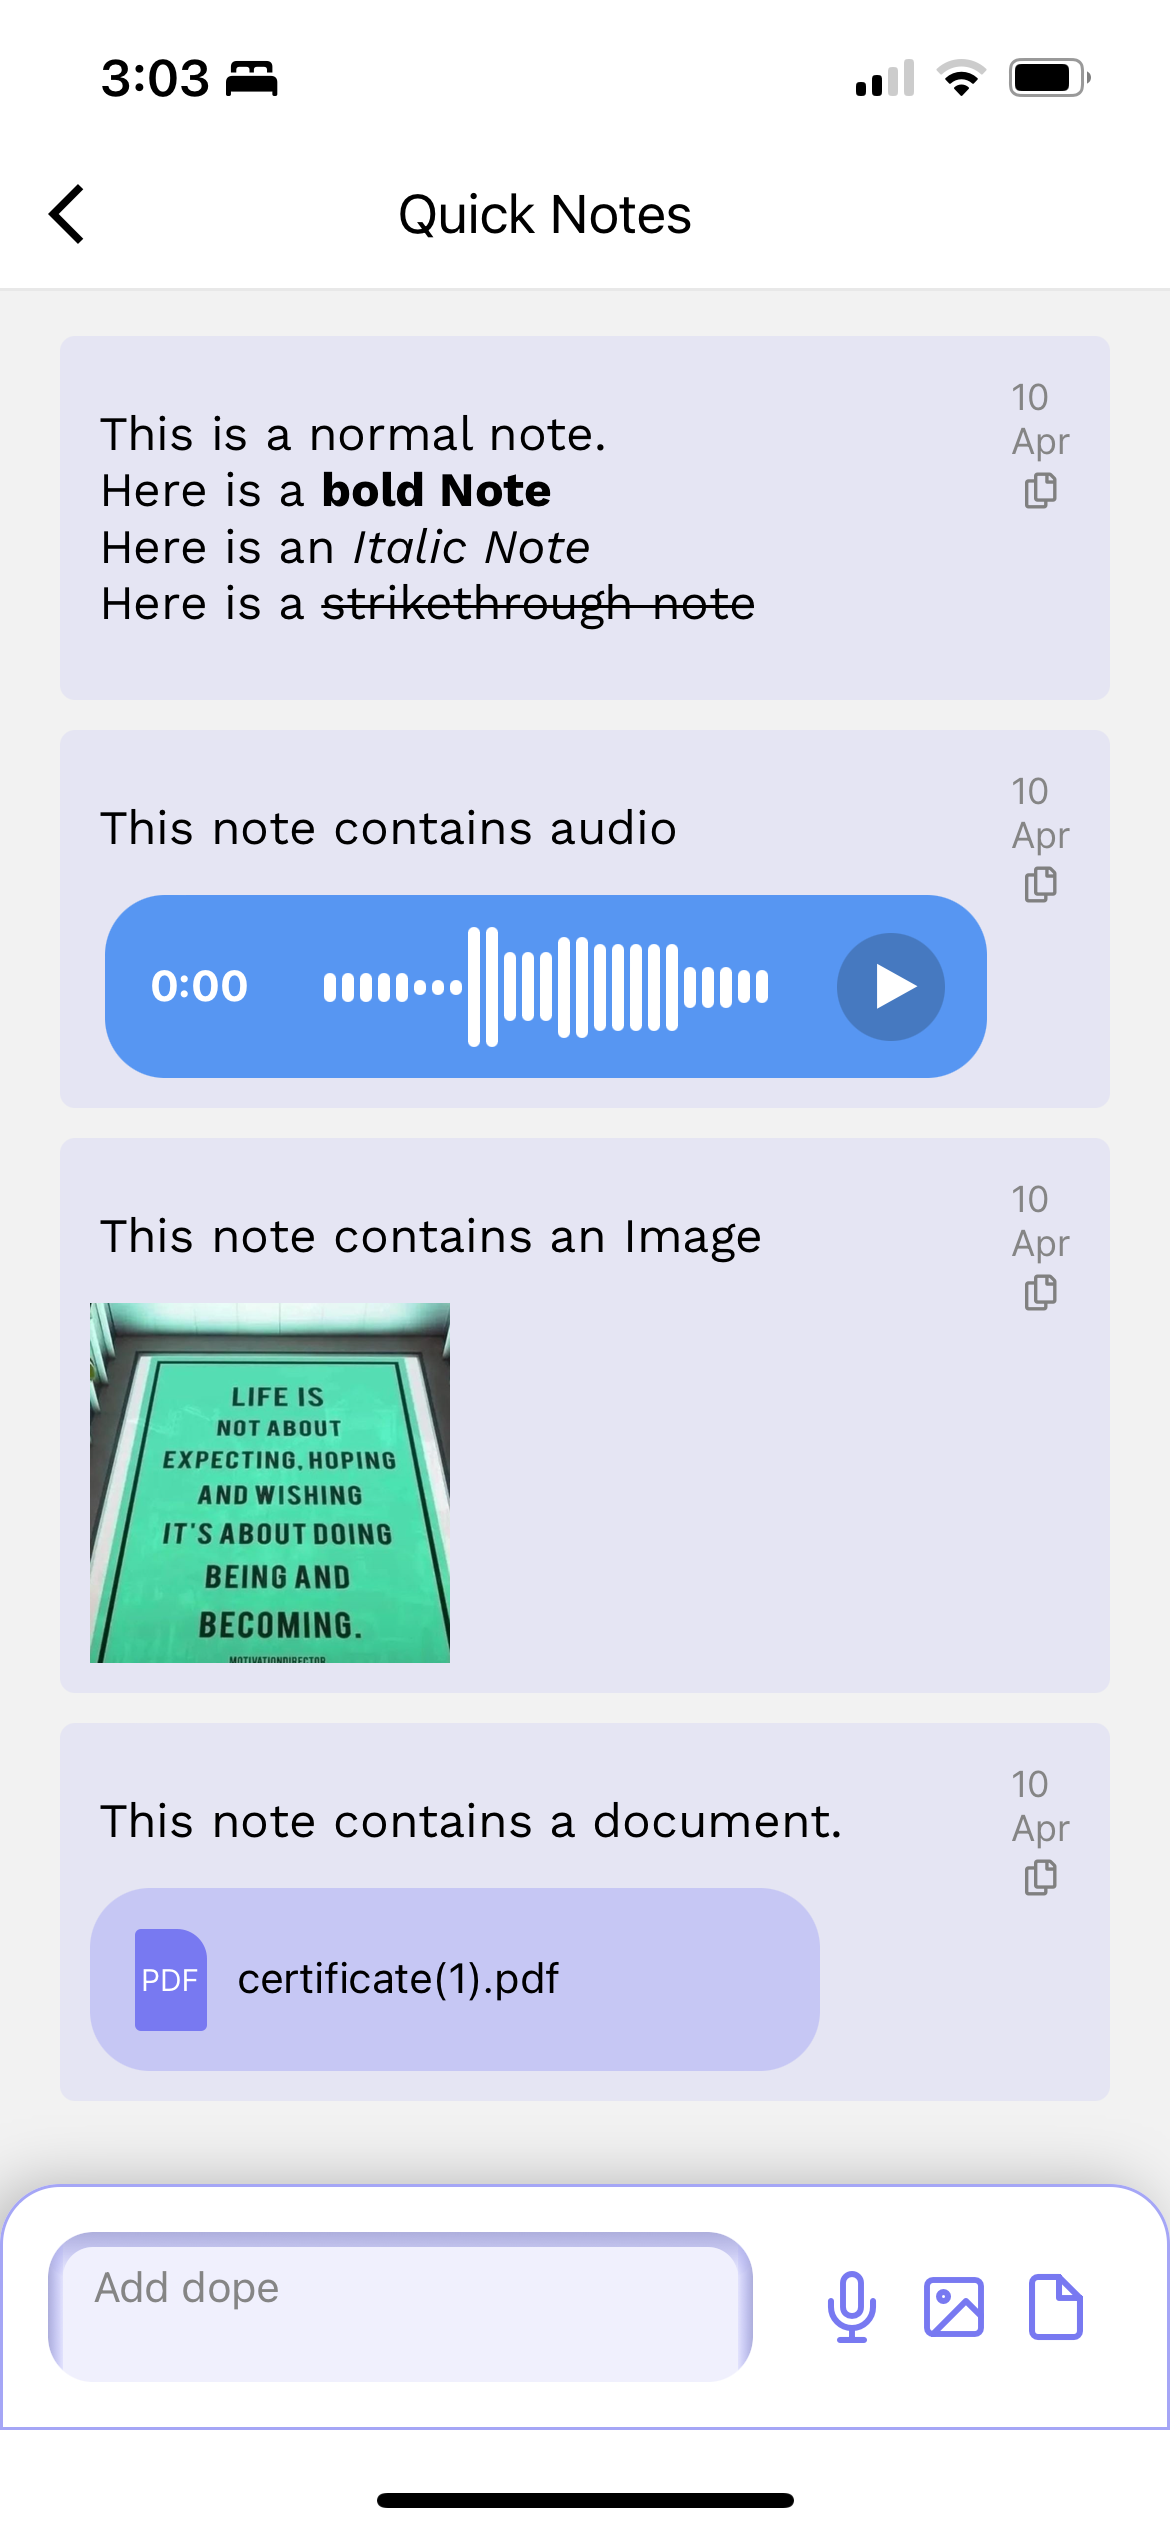 3:03
Quick Notes
10
Apr
This is a normal note.
Here is a bold Note
Here is an Italic Note
Here is a strikethrough note
10
Apr
This note contains audio
0:00
10
Apr
This note contains an Image
LIFE IS
NOT ABOUT
EXPECTING, HOPING
AND WISHING
IT'S ABOUT DOING
BEING AND
BECOMING.
MOTIVATIONDIRECTOR
10
Apr
This note contains a document.
PDF
certificate(1).pdf
Add dope